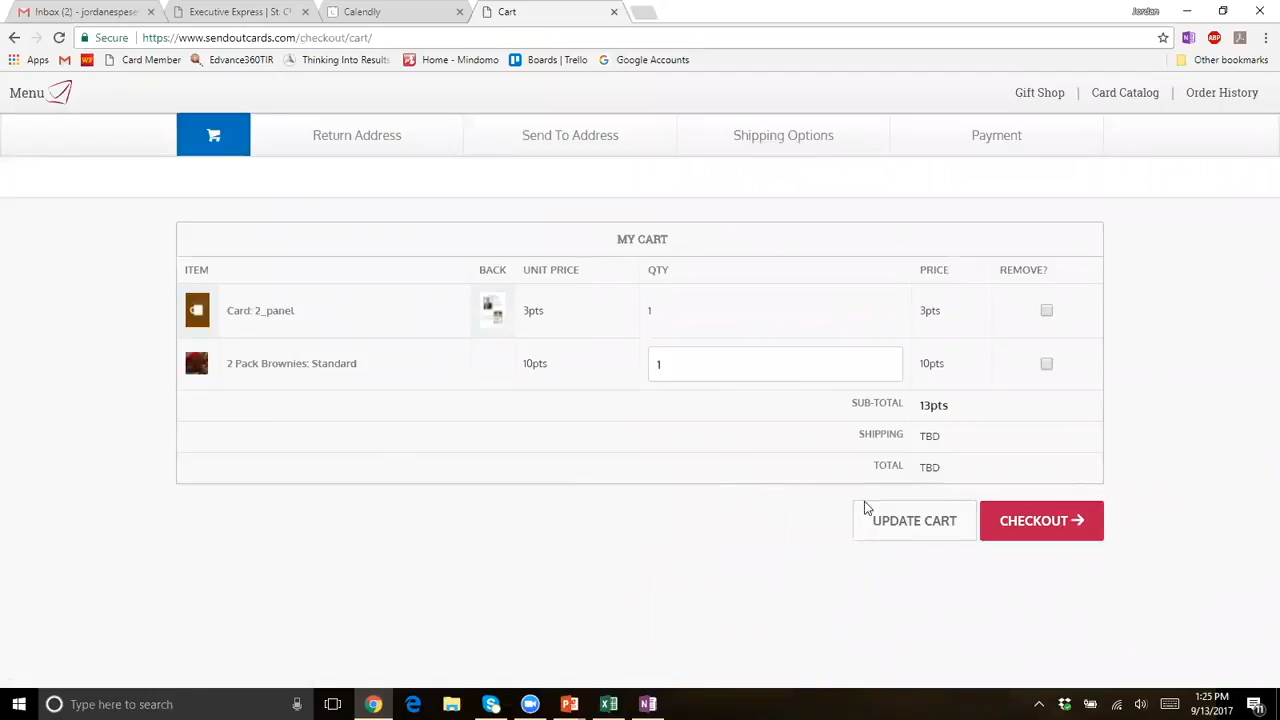 Inbox (2) - jordanespeset
Executive Express | St. C
Calendly
Cart
Jordan
Secure
https://www.sendoutcards.com/checkout/cart/
Apps
Card Member
Edvance360TIR
Thinking Into Results
Home - Mindomo
Boards | Trello
Google Accounts
Other bookmarks
Menu
Gift Shop | Card Catalog | Order History
Return Address
Send To Address
Shipping Options
Payment
MY CART
ITEM BACK UNIT PRICE QTY PRICE REMOVE?
Card: 2_panel 3pts 1 3pts
2 Pack Brownies: Standard 10pts 1 10pts
SUB-TOTAL 13pts
SHIPPING TBD
TOTAL TBD
UPDATE CART
CHECKOUT
Type here to search
1:25 PM
9/13/2017